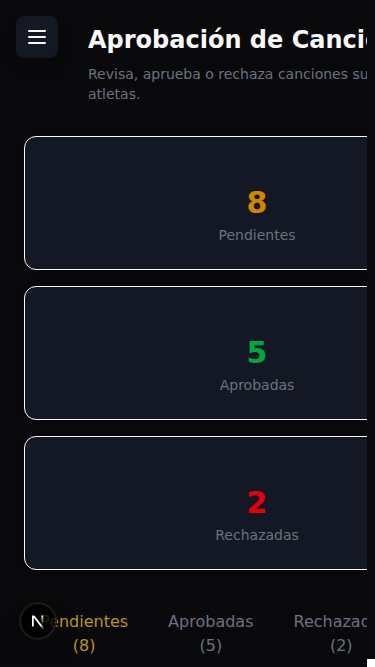 Aprobación de Canci
Revisa, aprueba o rechaza canciones su
atletas.
8
Pendientes
5
Aprobadas
2
Rechazadas
Pendientes Aprobadas Rechazad
(8) (5) (2)
N